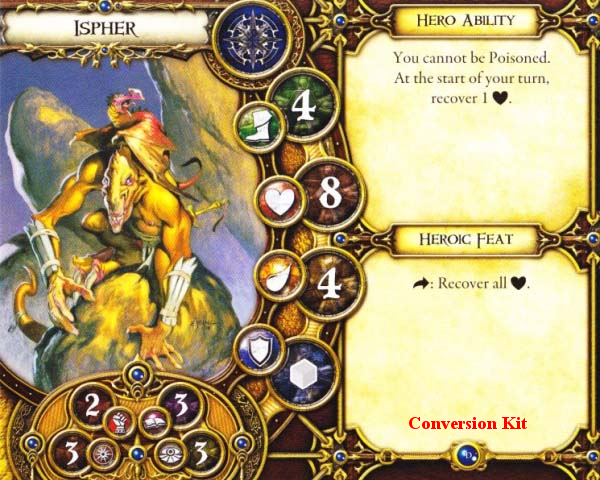 ISPHER
4
8
4
2
3
3
3
HERO ABILITY
You cannot be Poisoned.
At the start of your turn,
recover 1 ♥.
HEROIC FEAT
: Recover all ♥.
Conversion Kit